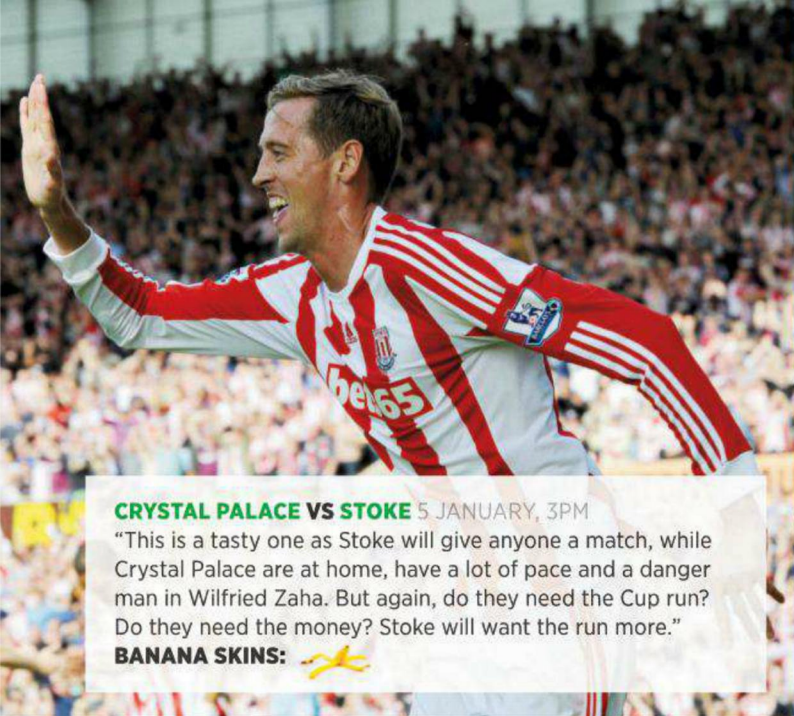 bet365
CRYSTAL PALACE VS STOKE 5 JANUARY, 3PM
“This is a tasty one as Stoke will give anyone a match, while
Crystal Palace are at home, have a lot of pace and a danger
man in Wilfried Zaha. But again, do they need the Cup run?
Do they need the money? Stoke will want the run more.”
BANANA SKINS: